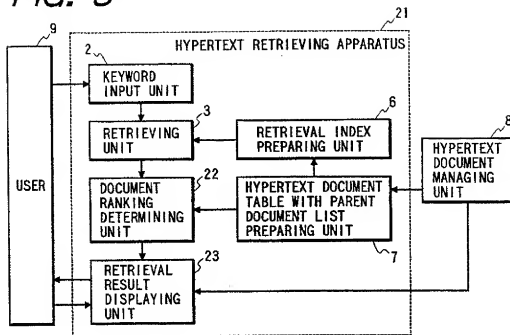 21
9
HYPERTEXT RETRIEVING APPARATUS
2
KEYWORD
INPUT UNIT
3
RETRIEVING
UNIT
6
RETRIEVAL INDEX
PREPARING UNIT
8
HYPERTEXT
DOCUMENT
MANAGING
UNIT
USER
22
DOCUMENT
RANKING
DETERMINING
UNIT
HYPERTEXT DOCUMENT
TABLE WITH PARENT
DOCUMENT LIST
PREPARING UNIT
7
23
RETRIEVAL
RESULT
DISPLAYING
UNIT